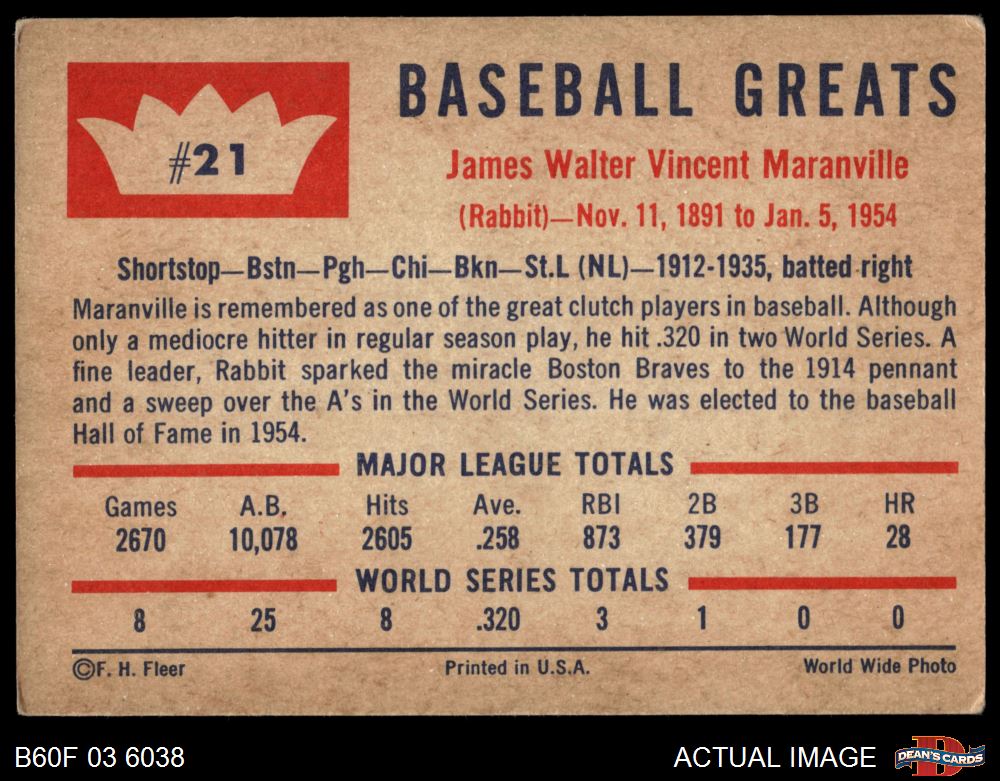 #21
BASEBALL GREATS
James Walter Vincent Maranville
(Rabbit)—Nov. 11, 1891 to Jan. 5, 1954
Shortstop—Bstn—Pgh—Chi—Bkn—St.L (NL)—1912-1935, batted right
Maranville is remembered as one of the great clutch players in baseball. Although
only a mediocre hitter in regular season play, he hit .320 in two World Series. A
fine leader, Rabbit sparked the miracle Boston Braves to the 1914 pennant
and a sweep over the A's in the World Series. He was elected to the baseball
Hall of Fame in 1954.
MAJOR LEAGUE TOTALS
Games A.B. Hits Ave. RBI 2B 3B HR
2670 10,078 2605 .258 873 379 177 28
WORLD SERIES TOTALS
8 25 8 .320 3 1 0 0
©F. H. Fleer Printed in U.S.A. World Wide Photo
B60F 03 6038 ACTUAL IMAGE D DEAN'S CARDS